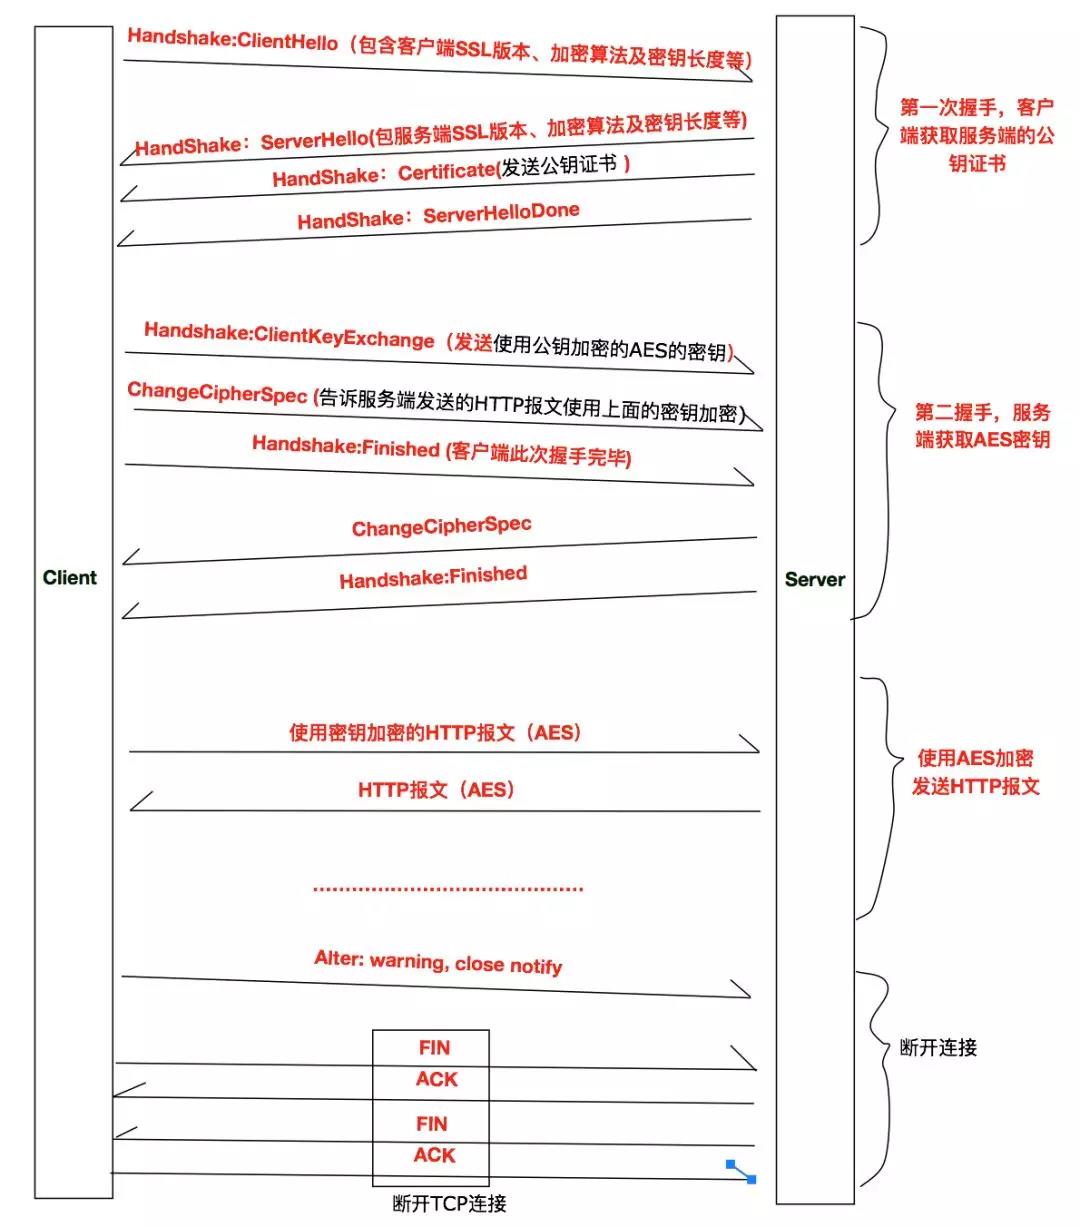 Handshake:ClientHello（包含客户端SSL版本、加密算法及密钥长度等）
HandShake：ServerHello(包服务端SSL版本、加密算法及密钥长度等)
HandShake：Certificate(发送公钥证书 )
HandShake：ServerHelloDone
第一次握手，客户
端获取服务端的公
钥证书
Handshake:ClientKeyExchange（发送使用公钥加密的AES的密钥）
ChangeCipherSpec (告诉服务端发送的HTTP报文使用上面的密钥加密)
Handshake:Finished (客户端此次握手完毕)
ChangeCipherSpec
Handshake:Finished
第二握手，服务
端获取AES密钥
Client
Server
使用密钥加密的HTTP报文（AES）
HTTP报文（AES）
使用AES加密
发送HTTP报文
...........................................
Alter: warning, close notify
FIN
ACK
FIN
ACK
断开连接
断开TCP连接